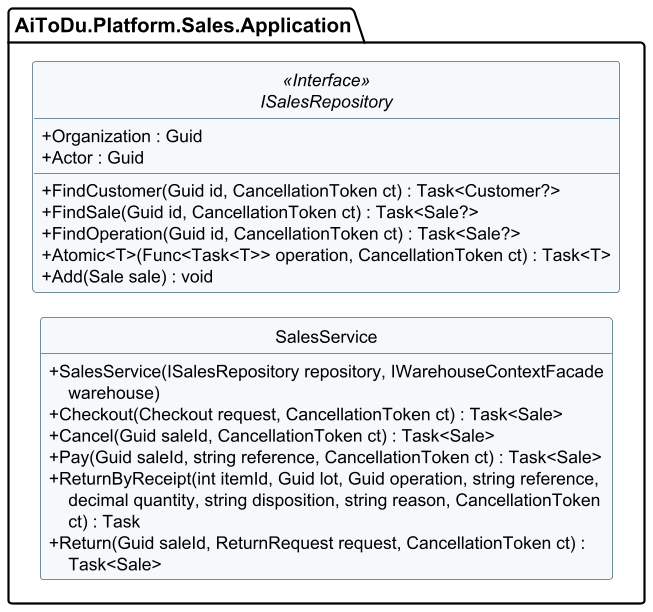 AiToDu.Platform.Sales.Application
«Interface»
ISalesRepository
+Organization : Guid
+Actor : Guid
+FindCustomer(Guid id, CancellationToken ct) : Task<Customer?>
+FindSale(Guid id, CancellationToken ct) : Task<Sale?>
+FindOperation(Guid id, CancellationToken ct) : Task<Sale?>
+Atomic<T>(Func<Task<T>> operation, CancellationToken ct) : Task<T>
+Add(Sale sale) : void
SalesService
+SalesService(ISalesRepository repository, IWarehouseContextFacade
warehouse)
+Checkout(Checkout request, CancellationToken ct) : Task<Sale>
+Cancel(Guid saleId, CancellationToken ct) : Task<Sale>
+Pay(Guid saleId, string reference, CancellationToken ct) : Task<Sale>
+ReturnByReceipt(int itemId, Guid lot, Guid operation, string reference,
decimal quantity, string disposition, string reason, CancellationToken
ct) : Task
+Return(Guid saleId, ReturnRequest request, CancellationToken ct) :
Task<Sale>